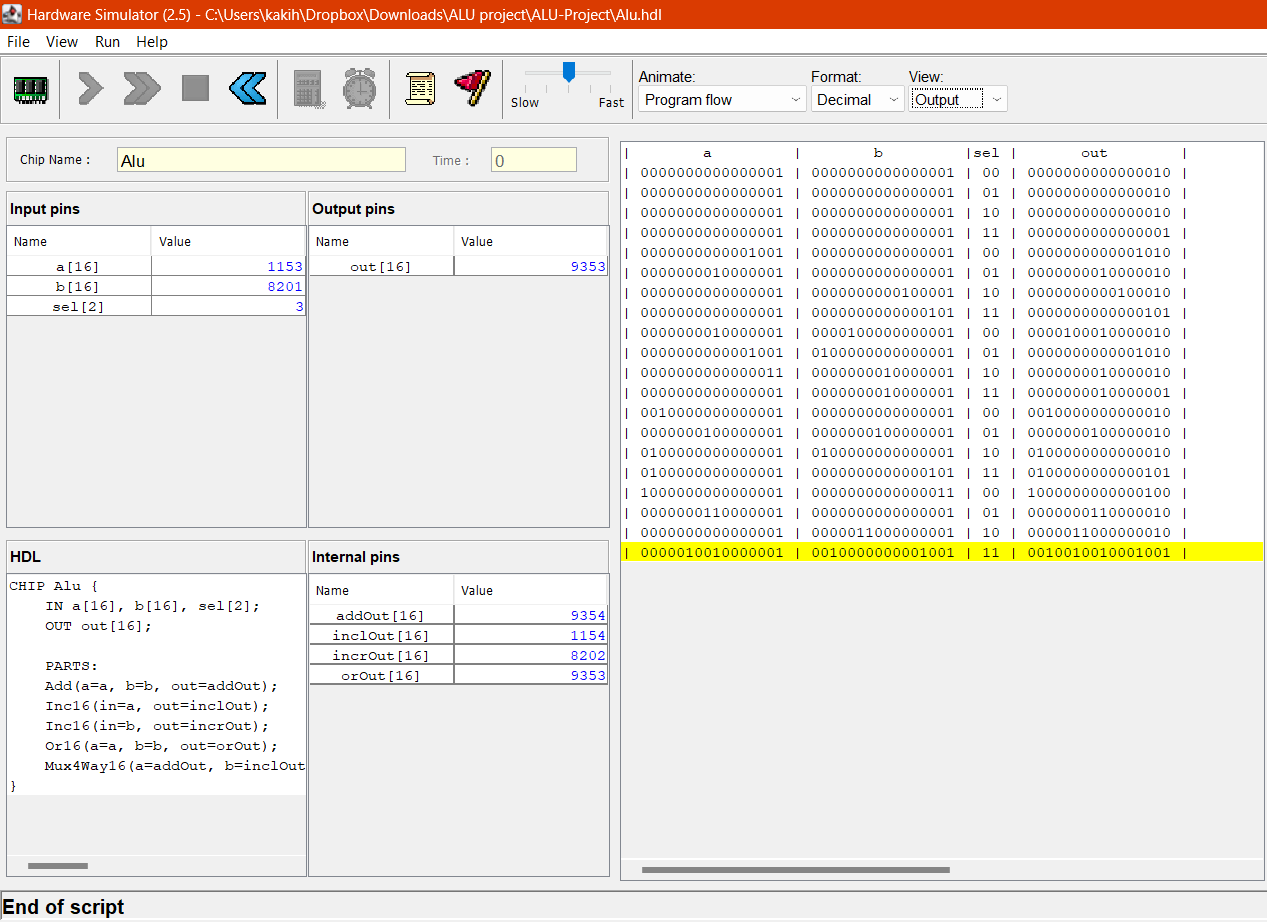 Hardware Simulator (2.5) - C:\Users\kakih\Dropbox\Downloads\ALU project\ALU-Project\Alu.hdl
File View Run Help
Slow Fast
Animate: Format: View:
Program flow Decimal Output
Chip Name : Alu Time : 0
Input pins
Name Value
a[16] 1153
b[16] 8201
sel[2] 3
Output pins
Name Value
out[16] 9353
HDL
CHIP Alu {
IN a[16], b[16], sel[2];
OUT out[16];
PARTS:
Add(a=a, b=b, out=addOut);
Inc16(in=a, out=inclOut);
Inc16(in=b, out=incrOut);
Or16(a=a, b=b, out=orOut);
Mux4Way16(a=addOut, b=inclOut
}
Internal pins
Name Value
addOut[16] 9354
inclOut[16] 1154
incrOut[16] 8202
orOut[16] 9353
| a | b |sel | out |
| 0000000000000001 | 0000000000000001 | 00 | 0000000000000010 |
| 0000000000000001 | 0000000000000001 | 01 | 0000000000000010 |
| 0000000000000001 | 0000000000000001 | 10 | 0000000000000010 |
| 0000000000000001 | 0000000000000001 | 11 | 0000000000000001 |
| 0000000000001001 | 0000000000000001 | 00 | 0000000000001010 |
| 0000000010000001 | 0000000000000001 | 01 | 0000000010000010 |
| 0000000000000001 | 0000000000100001 | 10 | 0000000000100010 |
| 0000000000000001 | 0000000000000101 | 11 | 0000000000000101 |
| 0000000010000001 | 0000100000000001 | 00 | 0000100010000010 |
| 0000000000001001 | 0100000000000001 | 01 | 0000000000001010 |
| 0000000000000011 | 0000000010000001 | 10 | 0000000010000010 |
| 0000000000000001 | 0000000010000001 | 11 | 0000000010000001 |
| 0010000000000001 | 0000000000000001 | 00 | 0010000000000010 |
| 0000000100000001 | 0000000100000001 | 01 | 0000000100000010 |
| 0100000000000001 | 0100000000000001 | 10 | 0100000000000010 |
| 0100000000000001 | 0000000000000101 | 11 | 0100000000000101 |
| 1000000000000001 | 0000000000000011 | 00 | 1000000000000100 |
| 0000000110000001 | 0000000000000001 | 01 | 0000000110000010 |
| 0000000000000001 | 0000011000000001 | 10 | 0000011000000010 |
| 0000010010000001 | 0010000000001001 | 11 | 0010010010001001 |
End of script